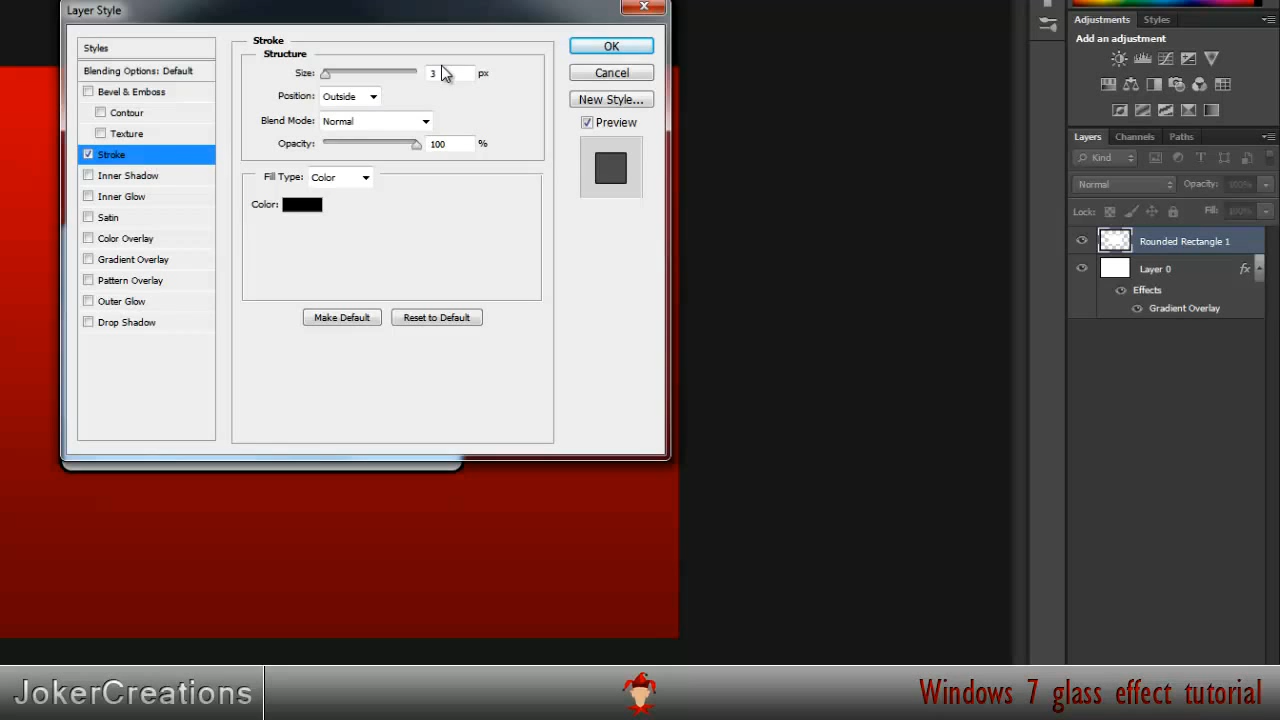 Layer Style
Styles
Blending Options: Default
Bevel & Emboss
Contour
Texture
Stroke
Inner Shadow
Inner Glow
Satin
Color Overlay
Gradient Overlay
Pattern Overlay
Outer Glow
Drop Shadow
Stroke
Structure
Size: 3 px
Position: Outside
Blend Mode: Normal
Opacity: 100 %
Fill Type: Color
Color:
Make Default Reset to Default
OK
Cancel
New Style...
Preview
Adjustments Styles
Add an adjustment
Layers Channels Paths
Kind
Normal Opacity: 100%
Lock: Fill: 100%
Rounded Rectangle 1
Layer 0 fx
Effects
Gradient Overlay
JokerCreations
Windows 7 glass effect tutorial